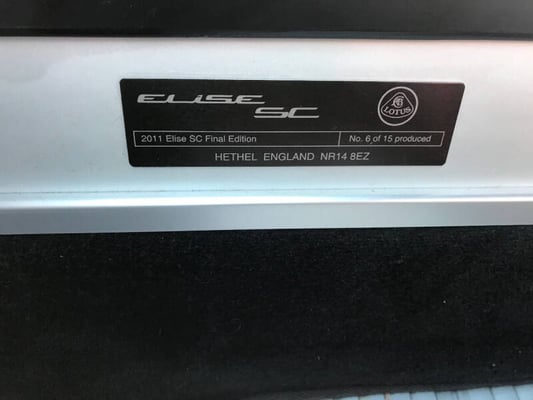 ELiSE
SC
LOTUS
2011 Elise SC Final Edition
No. 6 of 15 produced
HETHEL ENGLAND NR14 8EZ